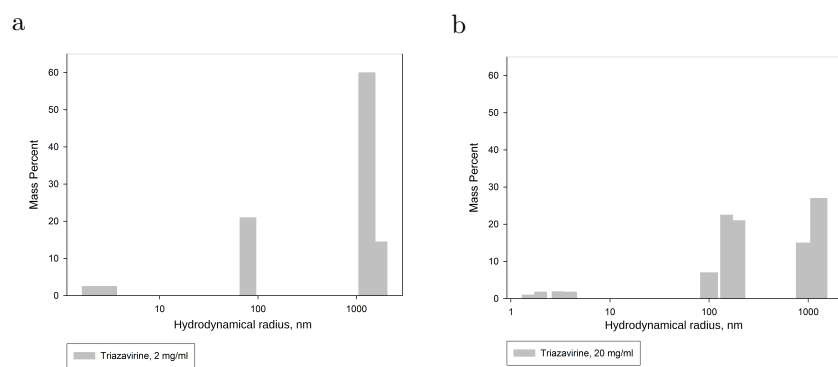 a
60
50
40
30
20
10
0
Mass Percent
10 100 1000
Hydrodynamical radius, nm
Triazavirine, 2 mg/ml
b
60
50
40
30
20
10
0
Mass Percent
1 10 100 1000
Hydrodynamical radius, nm
Triazavirine, 20 mg/ml